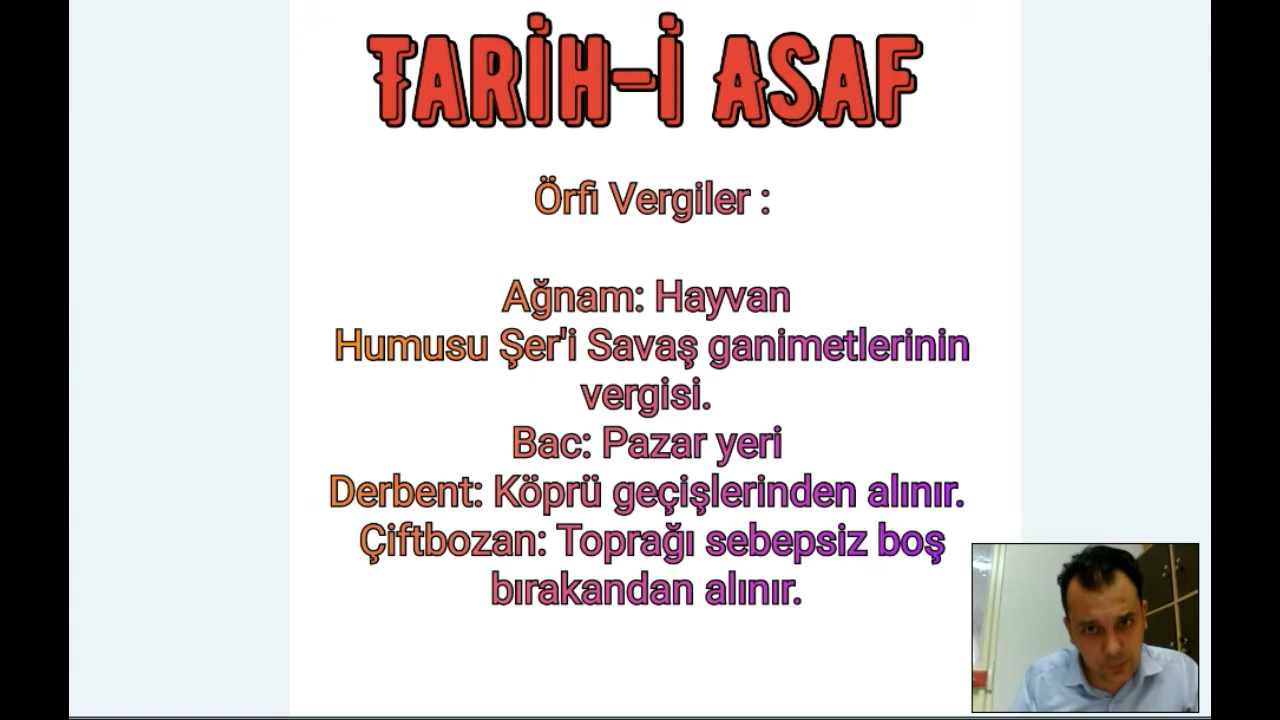 TARİH-İ ASAF
Örfi Vergiler :
Ağnam: Hayvan
Humusu Şer'i Savaş ganimetlerinin
vergisi.
Bac: Pazar yeri
Derbent: Köprü geçişlerinden alınır.
Çiftbozan: Toprağı sebepsiz boş
bırakandan alınır.